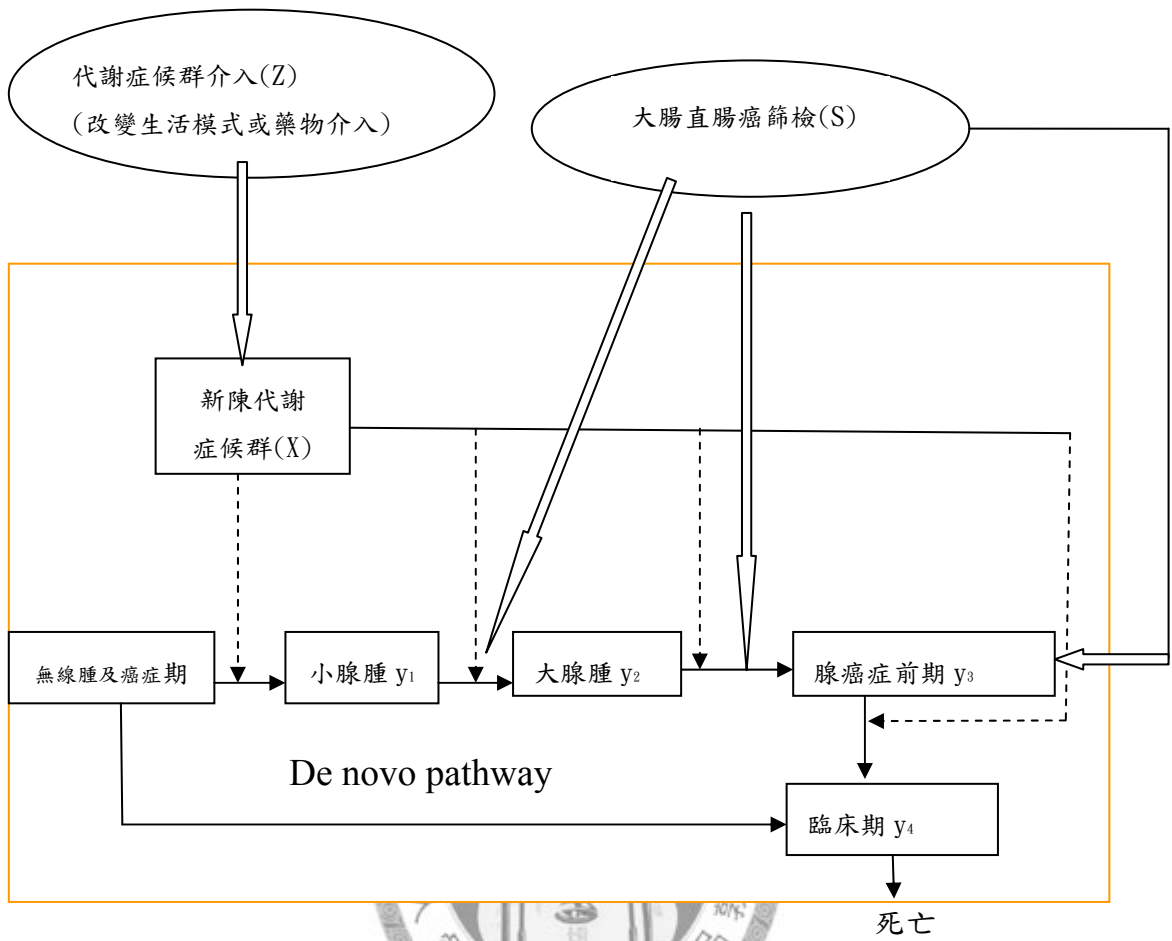 代謝症候群介入(Z)
(改變生活模式或藥物介入)
大腸直腸癌篩檢(S)
新陳代謝
症候群(X)
無線腫及癌症期
小腺腫 y₁
大腺腫 y₂
腺癌症前期 y₃
De novo pathway
臨床期 y₄
死亡